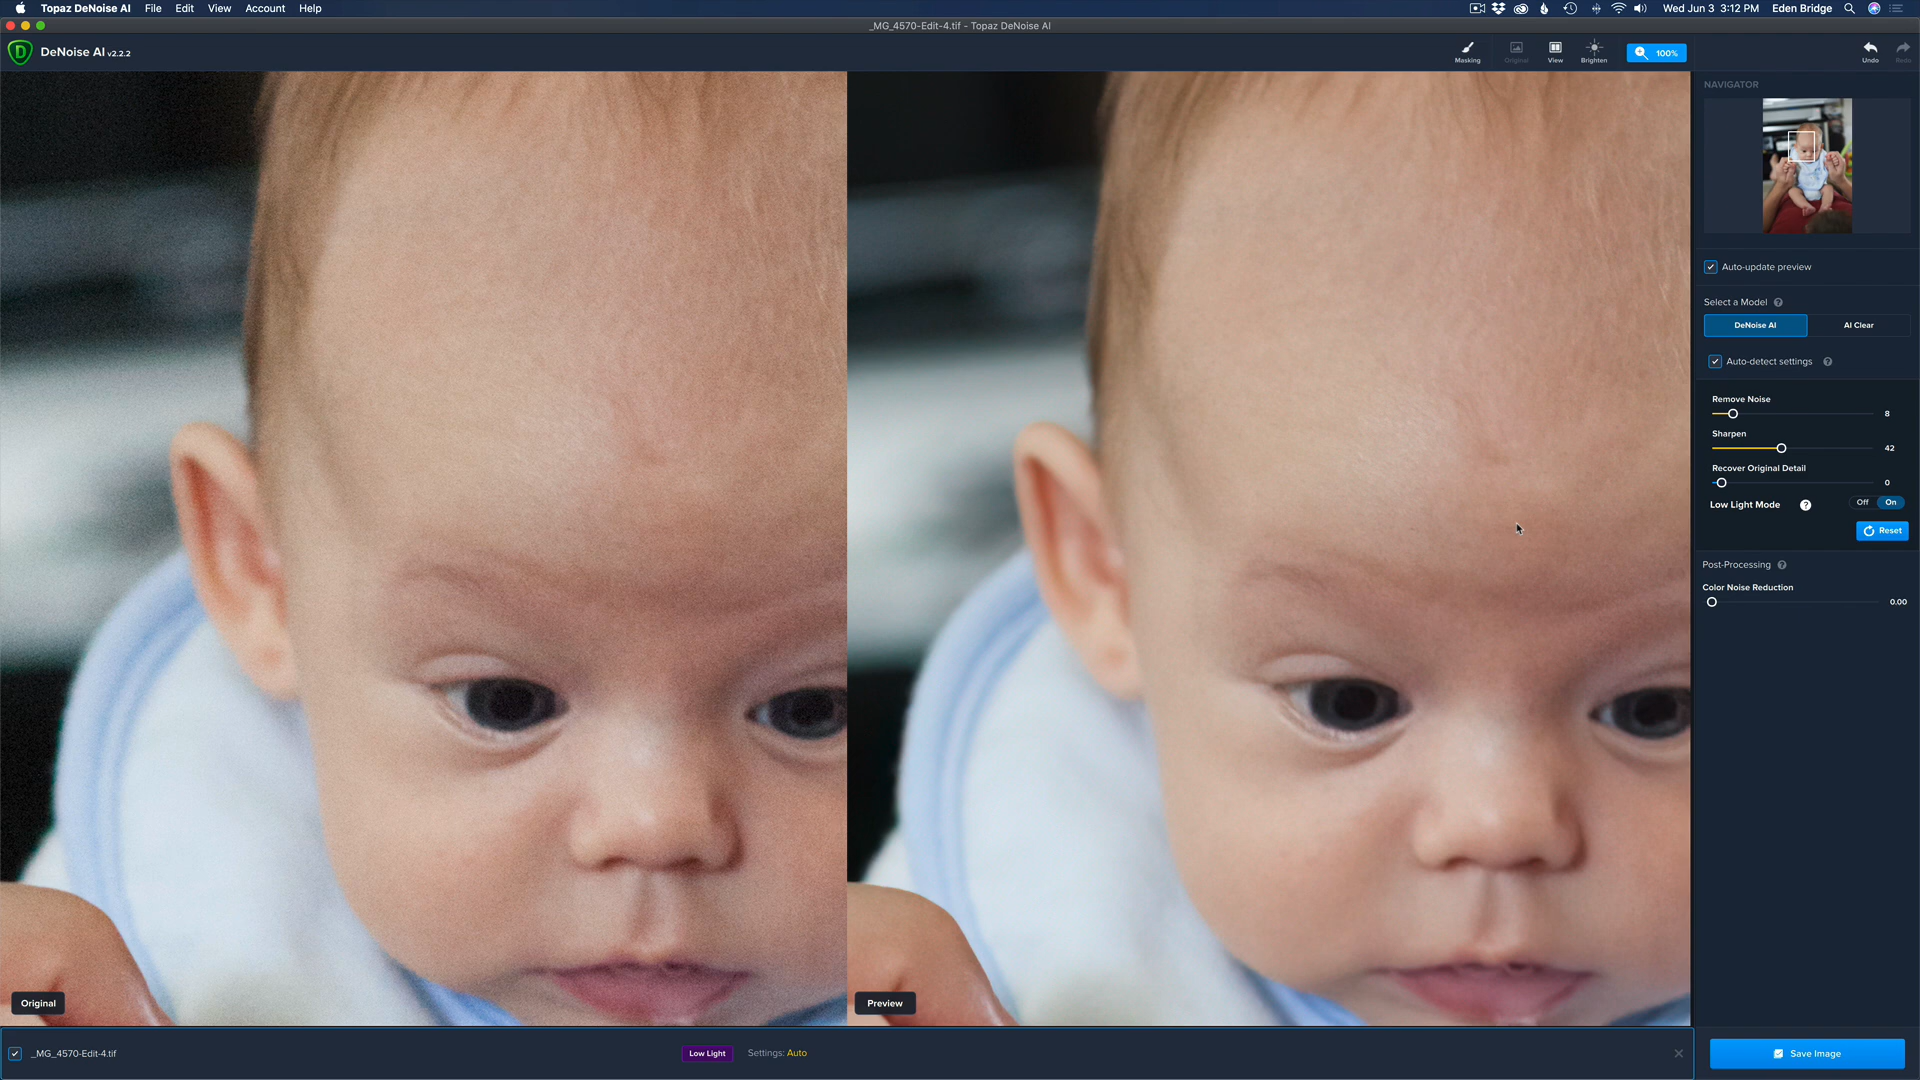 Topaz DeNoise AI File Edit View Account Help Wed Jun 3 3:12 PM Eden Bridge
_MG_4570-Edit-4.tif - Topaz DeNoise AI
DeNoise AI v2.2.2
Masking Original View Brighten 100% Undo Redo
NAVIGATOR
Auto-update preview
Select a Model ?
DeNoise AI AI Clear
Auto-detect settings ?
Remove Noise
8
Sharpen
42
Recover Original Detail
0
Low Light Mode ? Off On
Reset
Post-Processing ?
Color Noise Reduction
0.00
Original Preview
_MG_4570-Edit-4.tif Low Light Settings: Auto
Save Image